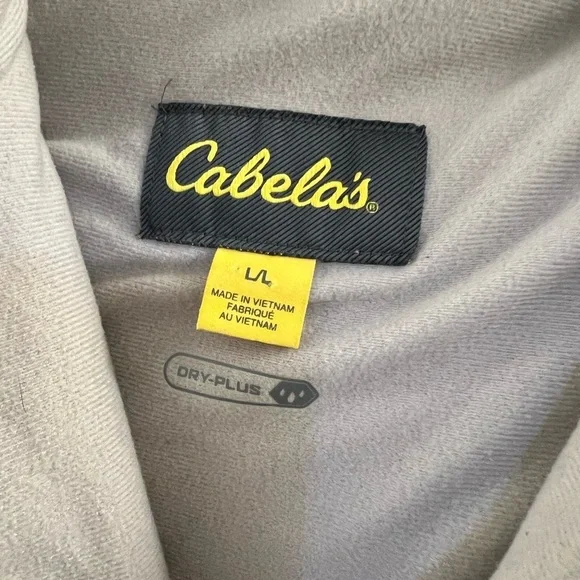 Cabela's®
L/L
MADE IN VIETNAM
FABRIQUÉ
AU VIETNAM
DRY-PLUS